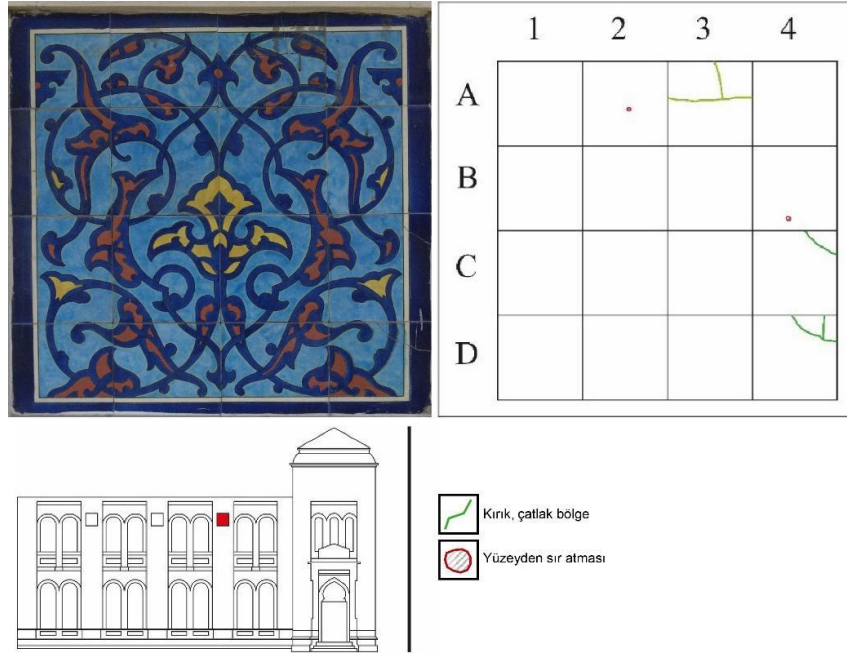 1 2 3 4
A
B
C
D
Kırık, çatlak bölge
Yüzeyden sır atması